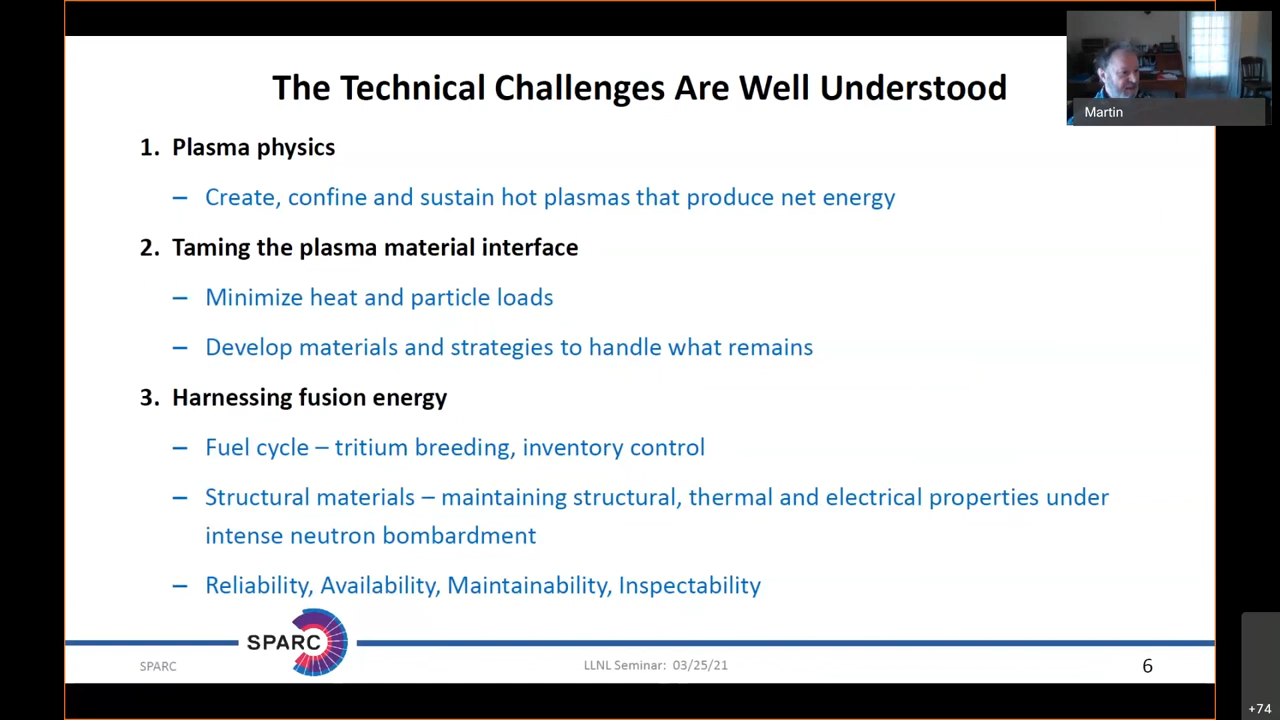 The Technical Challenges Are Well Understood
Martin
1. Plasma physics
– Create, confine and sustain hot plasmas that produce net energy
2. Taming the plasma material interface
– Minimize heat and particle loads
– Develop materials and strategies to handle what remains
3. Harnessing fusion energy
– Fuel cycle – tritium breeding, inventory control
– Structural materials – maintaining structural, thermal and electrical properties under
intense neutron bombardment
– Reliability, Availability, Maintainability, Inspectability
SPARC
SPARC
LLNL Seminar: 03/25/21
6
+74